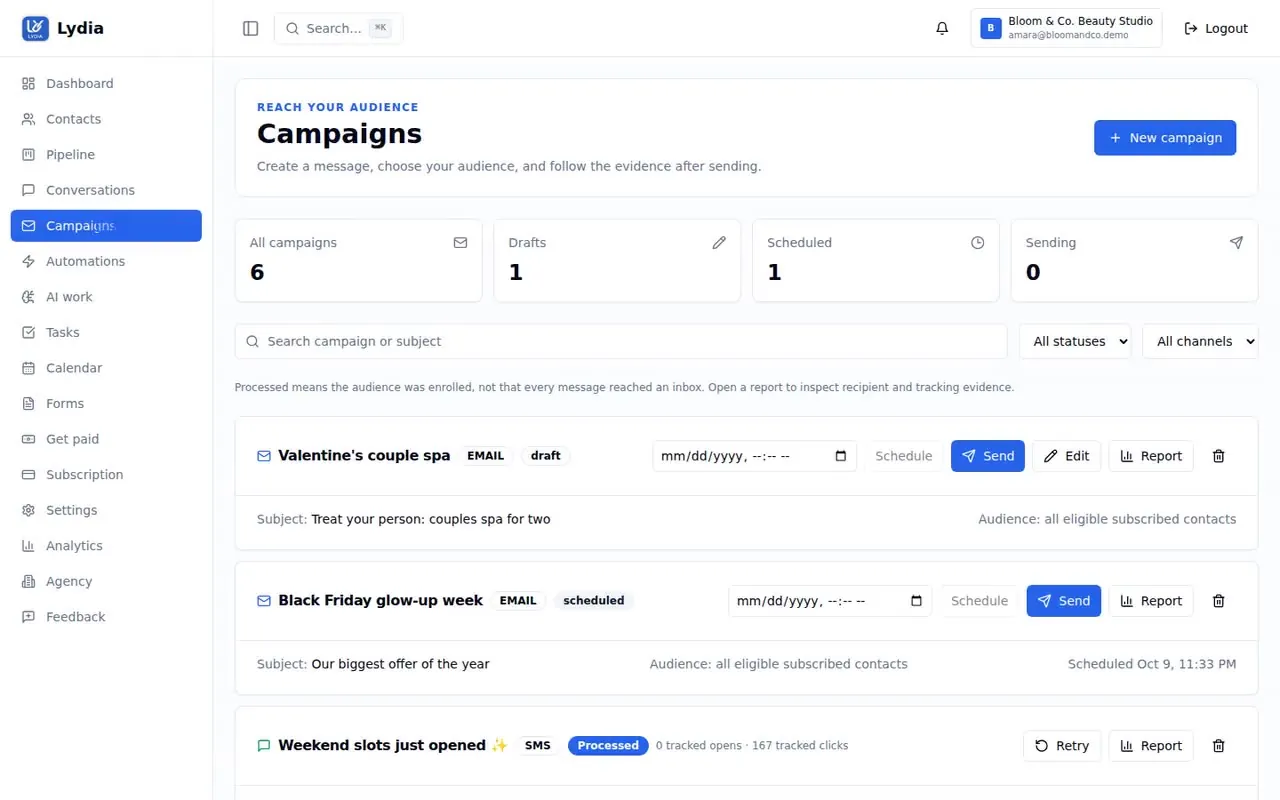 LYDIA
Lydia
Search... ⌘K
B
Bloom & Co. Beauty Studio
amara@bloomandco.demo
Logout
Dashboard
Contacts
Pipeline
Conversations
Campaigns
Automations
AI work
Tasks
Calendar
Forms
Get paid
Subscription
Settings
Analytics
Agency
Feedback
REACH YOUR AUDIENCE
Campaigns
Create a message, choose your audience, and follow the evidence after sending.
+ New campaign
All campaigns
6
Drafts
1
Scheduled
1
Sending
0
Search campaign or subject
All statuses
All channels
Processed means the audience was enrolled, not that every message reached an inbox. Open a report to inspect recipient and tracking evidence.
Valentine's couple spa EMAIL draft mm/dd/yyyy, --:-- -- Schedule Send Edit Report
Subject: Treat your person: couples spa for two Audience: all eligible subscribed contacts
Black Friday glow-up week EMAIL scheduled mm/dd/yyyy, --:-- -- Schedule Send Report
Subject: Our biggest offer of the year Audience: all eligible subscribed contacts Scheduled Oct 9, 11:33 PM
Weekend slots just opened ✨ SMS Processed 0 tracked opens · 167 tracked clicks Retry Report